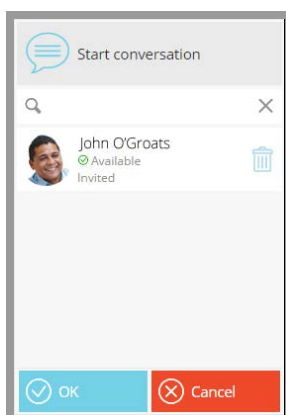 Start conversation
John O'Groats
Available
Invited
OK
Cancel